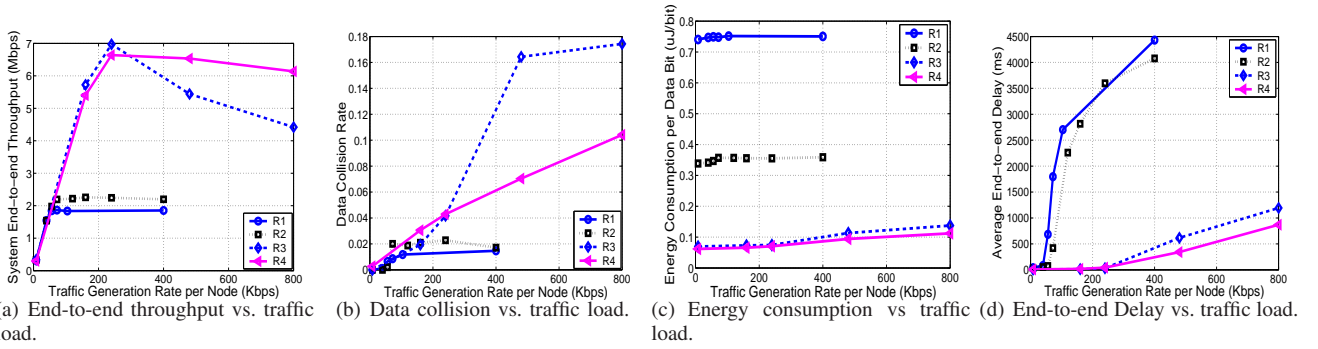 System End−to−end Throughput (Mbps)
7
6
5
4
3
2
1
0
0 200 400 600 800
Traffic Generation Rate per Node (Kbps)
R1
R2
R3
R4
a) End-to-end throughput vs. traffic
load.
Data Collision Rate
0.18
0.16
0.14
0.12
0.1
0.08
0.06
0.04
0.02
0.00
0 200 400 600 800
Traffic Generation Rate per Node (Kbps)
R1
R2
R3
R4
(b) Data collision vs. traffic load.
Energy Consumption per Data Bit (uJ/bit)
0.8
0.7
0.6
0.5
0.4
0.3
0.2
0.1
0
200 400 600 800
Traffic Generation Rate per Node (Kbps)
R1
R2
R3
R4
(c) Energy consumption vs traffic
load.
Average End−to−end Delay (ms)
4500
4000
3500
3000
2500
2000
1500
1000
500
0
0 200 400 600 800
Traffic Generation Rate per Node (Kbps)
R1
R2
R3
R4
(d) End-to-end Delay vs. traffic load.